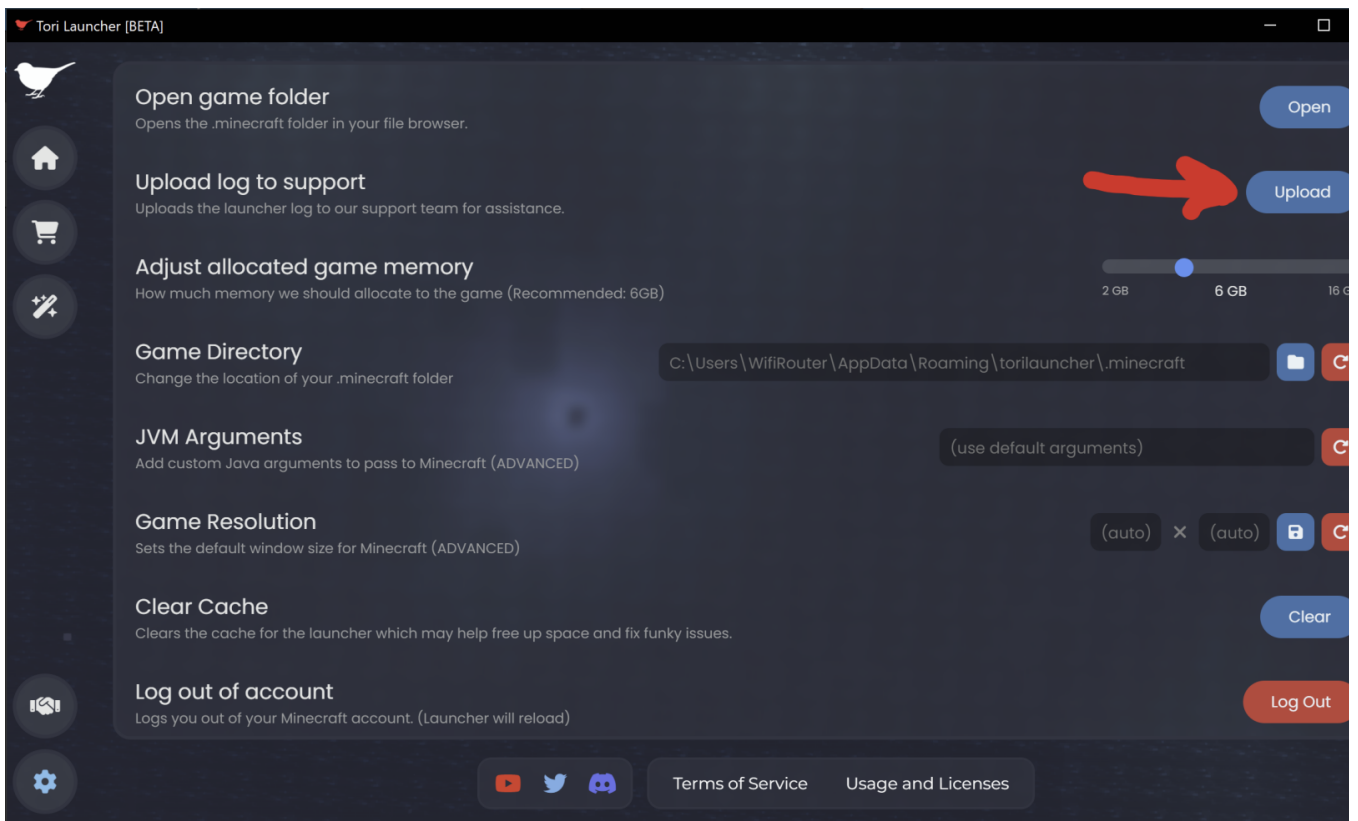 Tori Launcher [BETA]
Open game folder
Opens the .minecraft folder in your file browser.
Open
Upload log to support
Uploads the launcher log to our support team for assistance.
Upload
Adjust allocated game memory
How much memory we should allocate to the game (Recommended: 6GB)
2 GB 6 GB 16
Game Directory
Change the location of your .minecraft folder
C:\Users\WifiRouter\AppData\Roaming\torilauncher\.minecraft
JVM Arguments
Add custom Java arguments to pass to Minecraft (ADVANCED)
(use default arguments)
Game Resolution
Sets the default window size for Minecraft (ADVANCED)
(auto) × (auto)
Clear Cache
Clears the cache for the launcher which may help free up space and fix funky issues.
Clear
Log out of account
Logs you out of your Minecraft account. (Launcher will reload)
Log Out
Terms of Service Usage and Licenses